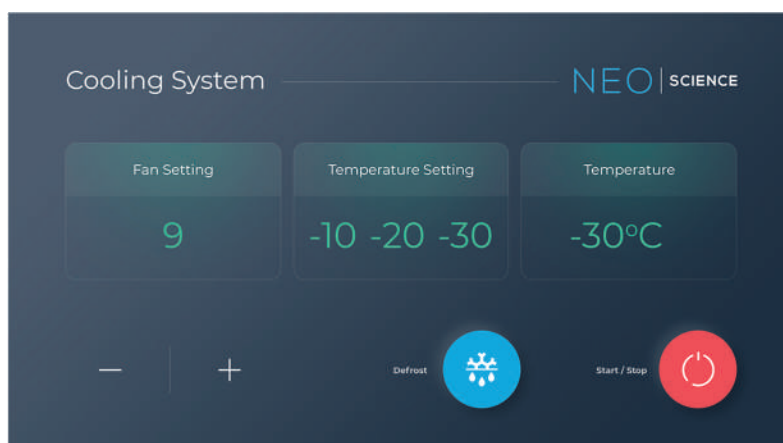 Cooling System
NEO SCIENCE
Fan Setting
Temperature Setting
Temperature
9
-10 -20 -30
-30°C
− +
Defrost
Start / Stop